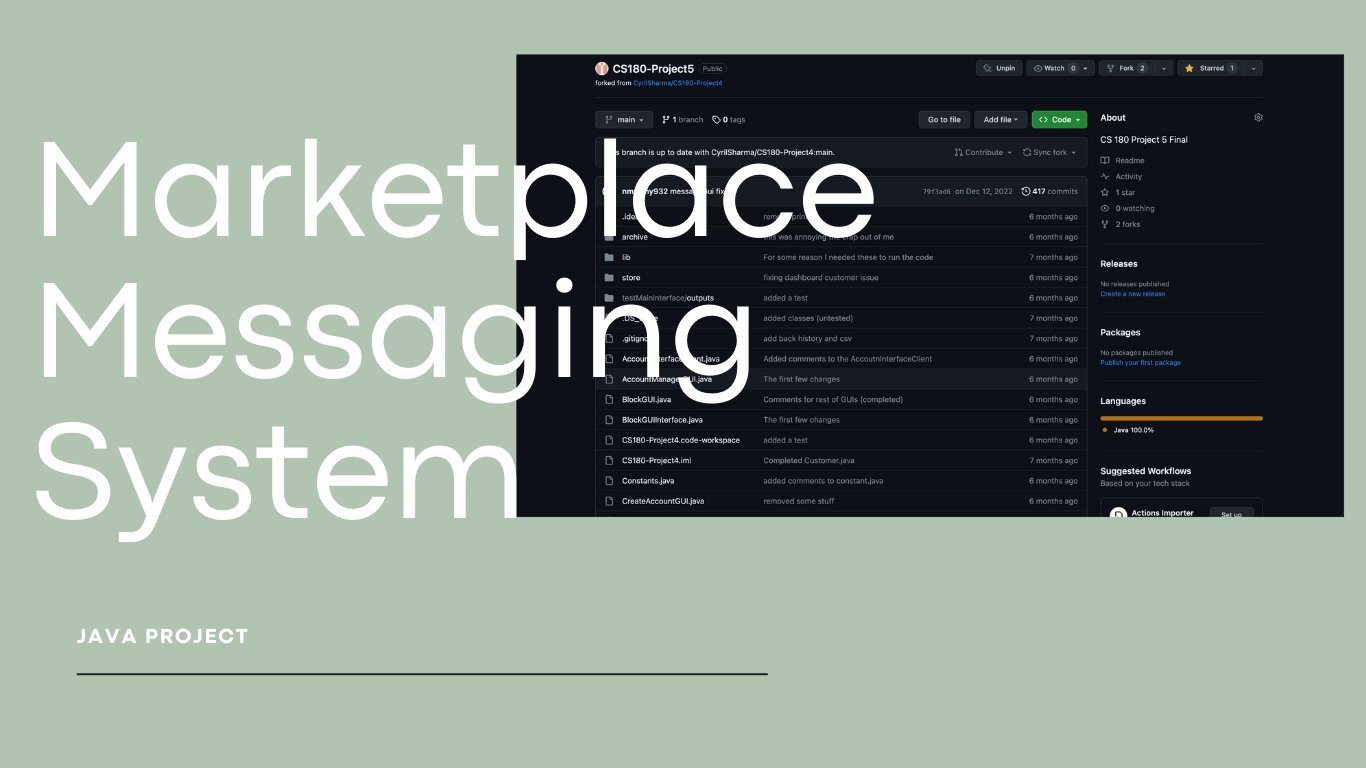 Marketplace
Messaging
System
JAVA PROJECT
CS180-Project5 Public
forked from CyrilSharma/CS180-Project4
Unpin Watch 0 Fork 2 Starred 1
main 1 branch 0 tags Go to file Add file Code
branch is up to date with CyrilSharma/CS180-Project4:main. Contribute Sync fork
fix 79f3ad6 on Dec 12, 2022 417 commits
6 months ago
archive this was annoying the crap out of me 6 months ago
lib For some reason I needed these to run the code 7 months ago
store fixing dashboard customer issue 6 months ago
testMainInterface/outputs added a test 6 months ago
added classes (untested) 7 months ago
add back history and csv 6 months ago
Added comments to the AccoutnInterfaceClient 6 months ago
The first few changes 6 months ago
BlockGUI.java Comments for rest of GUIs (completed) 6 months ago
BlockGUIInterface.java The first few changes 6 months ago
CS180-Project4.code-workspace added a test 6 months ago
CS180-Project4.iml Completed Customer.java 7 months ago
Constants.java added comments to constant.java 6 months ago
CreateAccountGUI.java removed some stuff 6 months ago
About
CS 180 Project 5 Final
Readme
Activity
1 star
0 watching
2 forks
Releases
No releases published
Create a new release
Packages
No packages published
Publish your first package
Languages
Java 100.0%
Suggested Workflows
Based on your tech stack
Actions Importer Set up